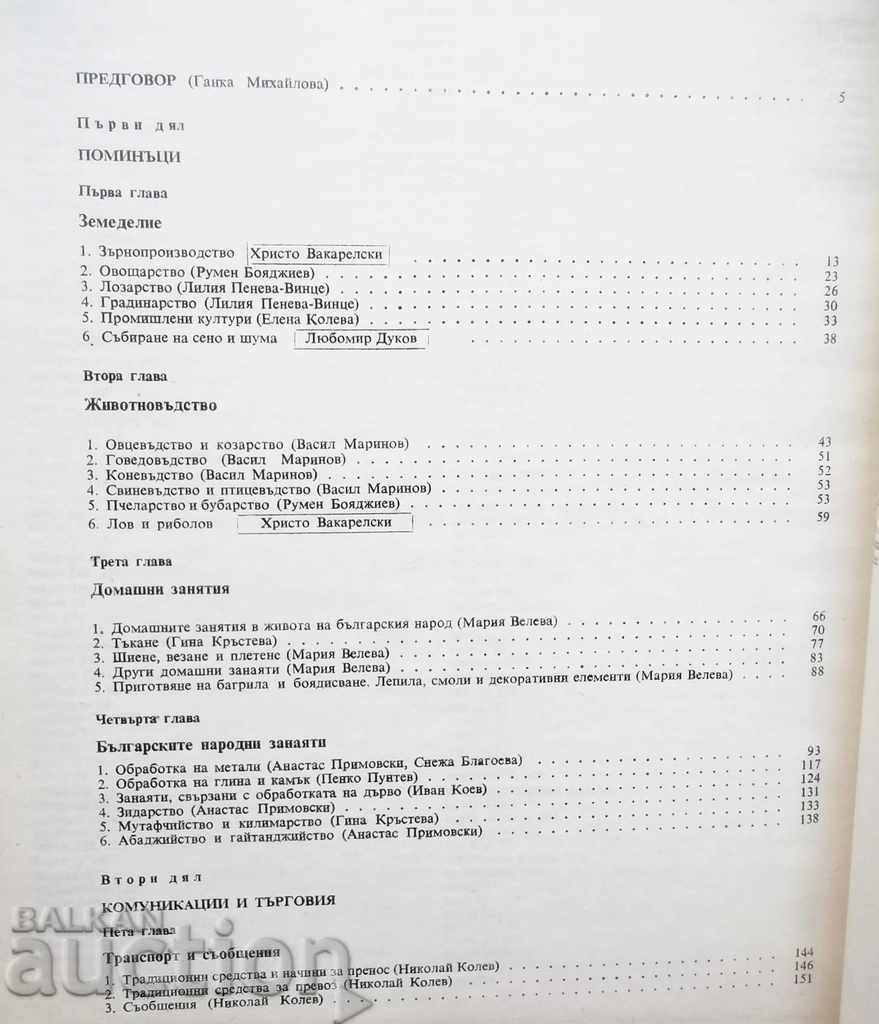 ПРЕДГОВОР (Ганка Михайлова) . . . . . . . . . . . . . . . . . . . . 5
Първи дял
ПОМИНЪЦИ
Първа глава
Земеделие
1. Зърнопроизводство Христо Вакарелски . . . . . . . . . . . . . . . . . . . . 13
2. Овощарство (Румен Бояджиев) . . . . . . . . . . . . . . . . . . . . 23
3. Лозарство (Лилия Пенева-Винце) . . . . . . . . . . . . . . . . . . . . 26
4. Градинарство (Лилия Пенева-Винце) . . . . . . . . . . . . . . . . . . . . 30
5. Промишлени култури (Елена Колева) . . . . . . . . . . . . . . . . . . . . 33
6. Събиране на сено и шума Любомир Дуков . . . . . . . . . . . . . . . . . . . . 38
Втора глава
Животновъдство
1. Овцевъдство и козарство (Васил Маринов) . . . . . . . . . . . . . . . . . . . . 43
2. Говедовъдство (Васил Маринов) . . . . . . . . . . . . . . . . . . . . 51
3. Коневъдство (Васил Маринов) . . . . . . . . . . . . . . . . . . . . 52
4. Свиневъдство и птицевъдство (Васил Маринов) . . . . . . . . . . . . . . . . . . . . 53
5. Пчеларство и бубарство (Румен Бояджиев) . . . . . . . . . . . . . . . . . . . . 53
6. Лов и риболов Христо Вакарелски . . . . . . . . . . . . . . . . . . . . 59
Трета глава
Домашни занятия
1. Домашните занятия в живота на българския народ (Мария Велева) . . . . . . . . . . . . . . . 66
2. Тъкане (Гина Кръстева) . . . . . . . . . . . . . . . . . . . . 70
3. Шиене, везане и плетене (Мария Велева) . . . . . . . . . . . . . . . . . . . . 77
4. Други домашни занаяти (Мария Велева) . . . . . . . . . . . . . . . . . . . . 83
5. Приготвяне на багрила и боядисване. Лепила, смоли и декоративни елементи (Мария Велева) . . . . 88
Четвърта глава
Българските народни занаяти
1. Обработка на метали (Анастас Примовски, Снежа Благоева) . . . . . . . . . . . . . . . . 93
2. Обработка на глина и камък (Пенко Пунтев) . . . . . . . . . . . . . . . . . . . . 117
3. Занаяти, свързани с обработката на дърво (Иван Коев) . . . . . . . . . . . . . . . . . . 124
4. Зидарство (Анастас Примовски) . . . . . . . . . . . . . . . . . . . . 131
5. Мутафчийство и килимарство (Гина Кръстева) . . . . . . . . . . . . . . . . . . . . 133
6. Абаджийство и гайтанджийство (Анастас Примовски) . . . . . . . . . . . . . . . . . . 138
Втори дял
КОМУНИКАЦИИ И ТЪРГОВИЯ
Пета глава
Транспорт и съобщения
1. Традиционни средства и начини за пренос (Николай Колев) . . . . . . . . . . . . . . . . . 144
2. Традиционни средства за превоз (Николай Колев) . . . . . . . . . . . . . . . . . . . . 146
3. Съобщения (Николай Колев) . . . . . . . . . . . . . . . . . . . . 151
BALKAN
auction